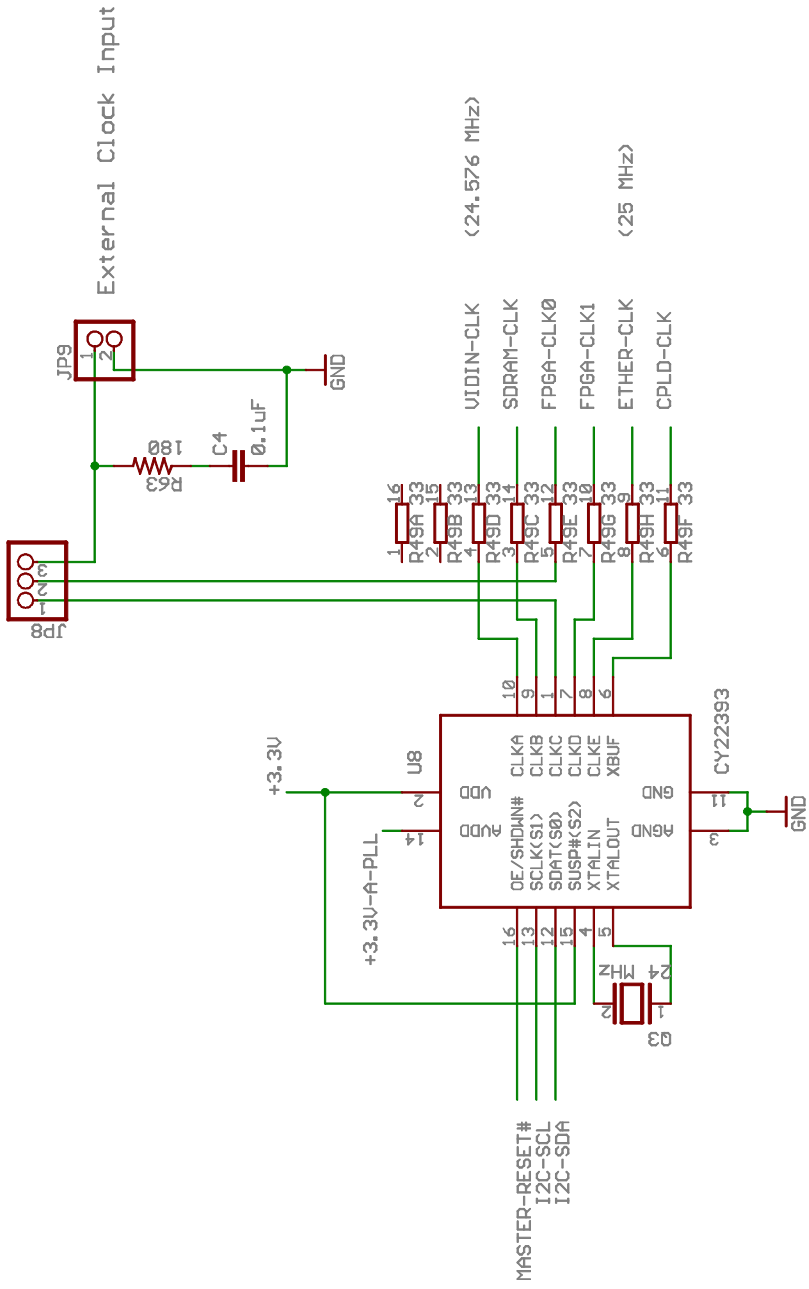 External Clock Input
JP9
1
2
GND
180
R63
C4
0.1uF
3
2
1
JP8
(24.576 MHz)
(25 MHz)
VIDIN-CLK
SDRAM-CLK
FPGA-CLK0
FPGA-CLK1
ETHER-CLK
CPLD-CLK
1 R49A 33 16
2 R49B 33 15
4 R49D 33 13
3 R49C 33 14
5 R49E 33 12
7 R49G 33 10
8 R49H 33 9
6 R49F 33 11
+3.3V
+3.3V-A-PLL
U8
CY22393
2 VDD
14 AVDD
10 CLKA
9 CLKB
1 CLKC
7 CLKD
8 CLKE
6 XBUF
GND 11
AGND 3
GND
16 OE/SHDWN#
13 SCLK(S1)
12 SDAT(S0)
15 SUSP#(S2)
4 XTALIN
5 XTALOUT
24
MHz
2
1
Q3
MASTER-RESET#
I2C-SCL
I2C-SDA